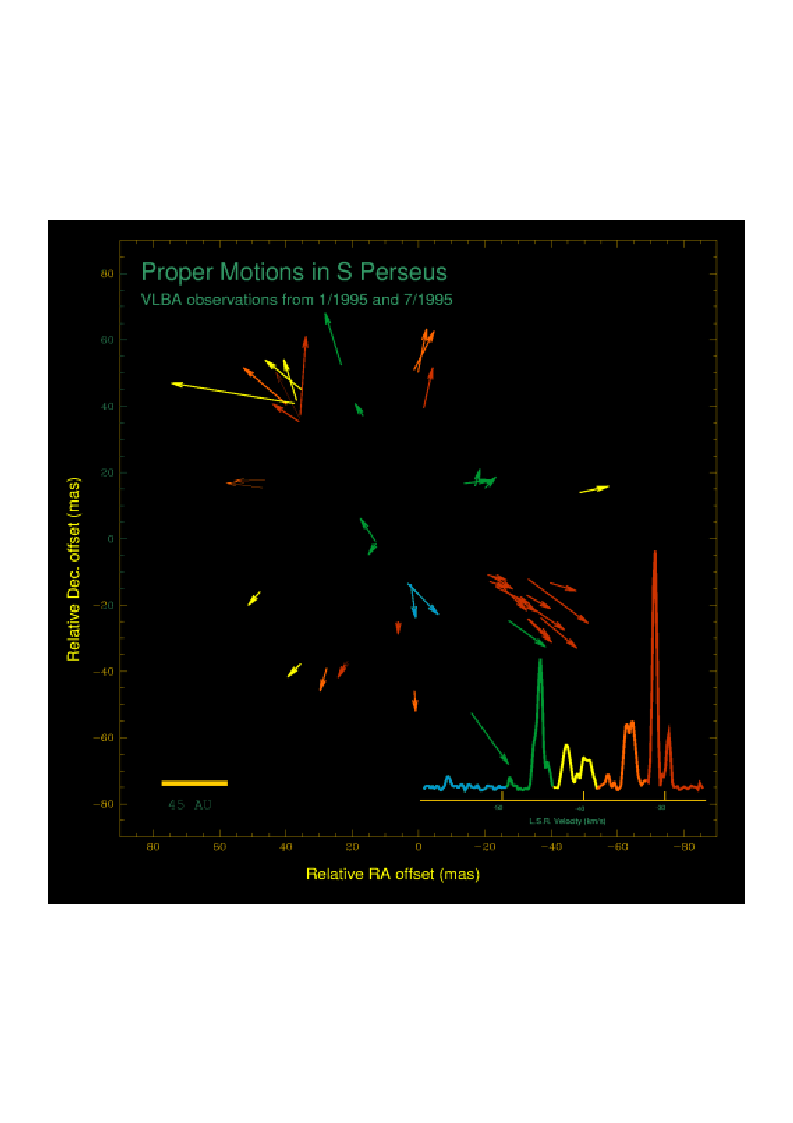 Proper Motions in S Perseus
VLBA observations from 1/1995 and 7/1995
80
60
40
20
0
−20
−40
−60
−80
Relative Dec. offset (mas)
45 AU
−40
L.S.R. Velocity (km/s)
80 60 40 20 0 −20 −40 −60 −80
Relative RA offset (mas)